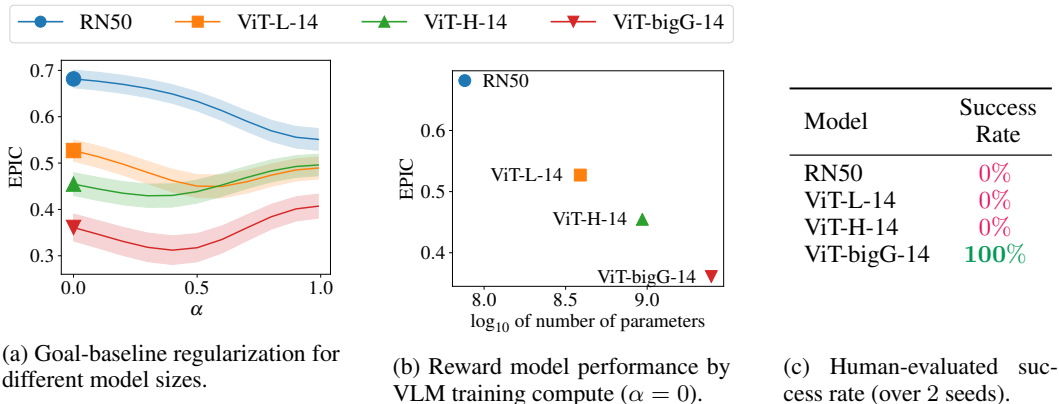 RN50 ViT-L-14 ViT-H-14 ViT-bigG-14
0.7
0.6
0.5
0.4
0.3
EPIC
0.0 0.5 1.0
α
(a) Goal-baseline regularization for
different model sizes.
RN50
ViT-L-14
ViT-H-14
ViT-bigG-14
0.6
0.5
0.4
EPIC
8.0 8.5 9.0
log10 of number of parameters
(b) Reward model performance by
VLM training compute (α = 0).
Model Success
Rate
RN50 0%
ViT-L-14 0%
ViT-H-14 0%
ViT-bigG-14 100%
(c) Human-evaluated suc-
cess rate (over 2 seeds).